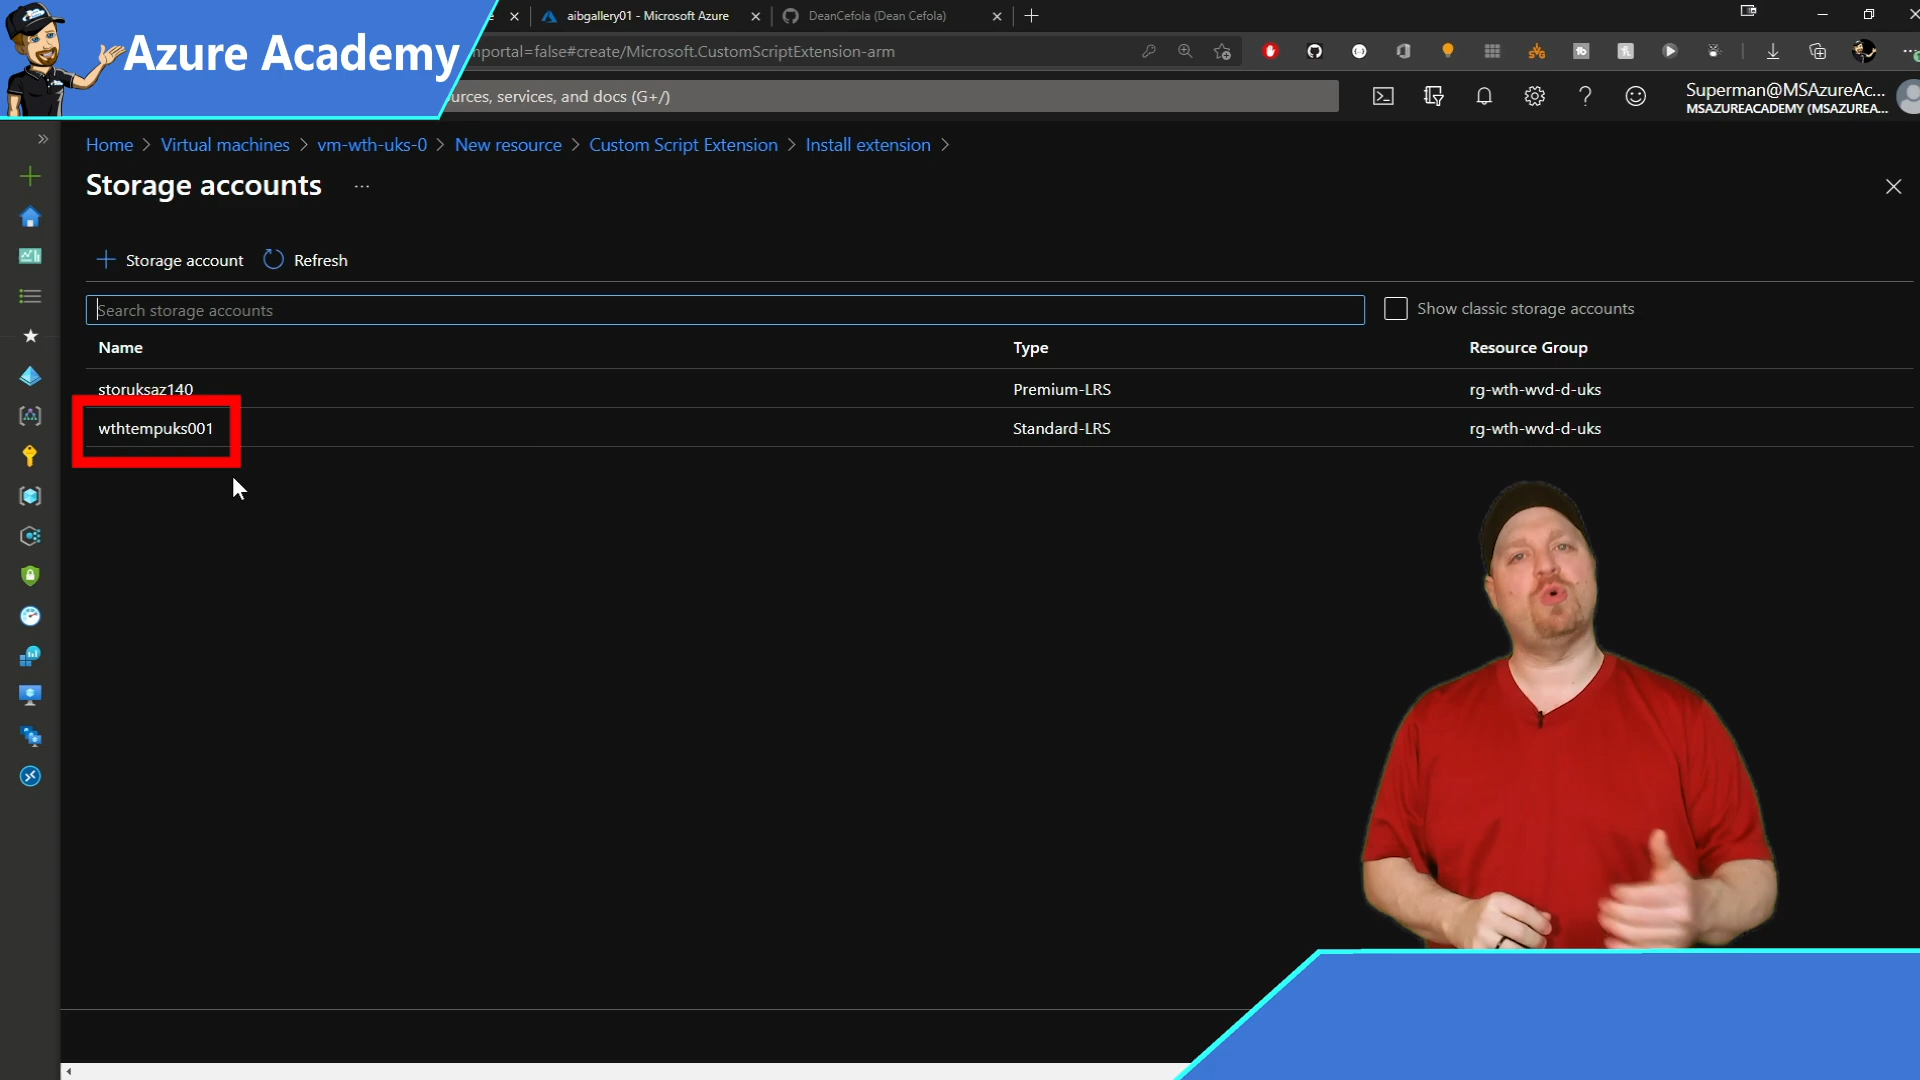 Azure Academy
aibgallery01 - Microsoft Azure
DeanCefola (Dean Cefola)
nportal=false#create/Microsoft.CustomScriptExtension-arm
urces, services, and docs (G+/)
Superman@MSAzureAc...
MSAZUREACADEMY (MSAZUREA...
Home > Virtual machines > vm-wth-uks-0 > New resource > Custom Script Extension > Install extension >
Storage accounts ...
+ Storage account
Refresh
Search storage accounts
Show classic storage accounts
Name Type Resource Group
storuksaz140 Premium-LRS rg-wth-wvd-d-uks
wthtempuks001 Standard-LRS rg-wth-wvd-d-uks